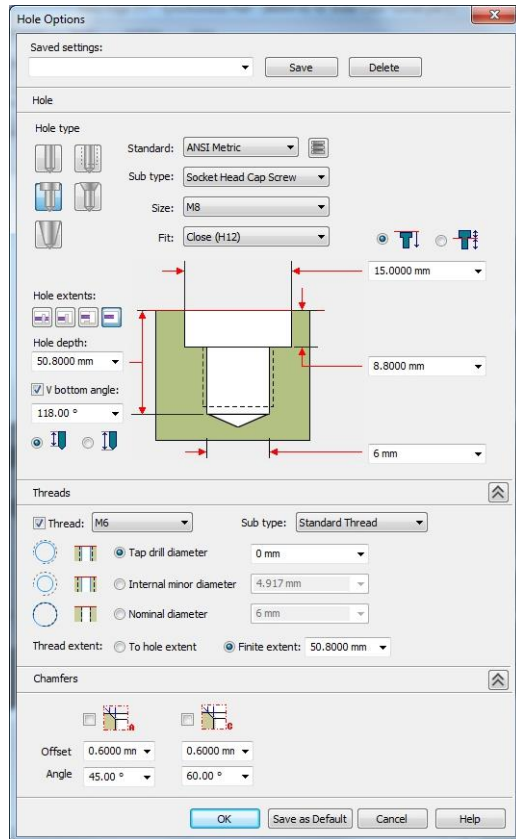 Hole Options
Saved settings:
Save Delete
Hole
Hole type
Standard: ANSI Metric
Sub type: Socket Head Cap Screw
Size: M8
Fit: Close (H12)
15.0000 mm
Hole extents:
Hole depth:
50.8000 mm
8.8000 mm
V bottom angle:
118.00 °
6 mm
Threads
Thread: M6 Sub type: Standard Thread
Tap drill diameter 0 mm
Internal minor diameter 4.917 mm
Nominal diameter 6 mm
Thread extent: To hole extent Finite extent: 50.8000 mm
Chamfers
A C
Offset 0.6000 mn 0.6000 mn
Angle 45.00 ° 60.00 °
OK Save as Default Cancel Help